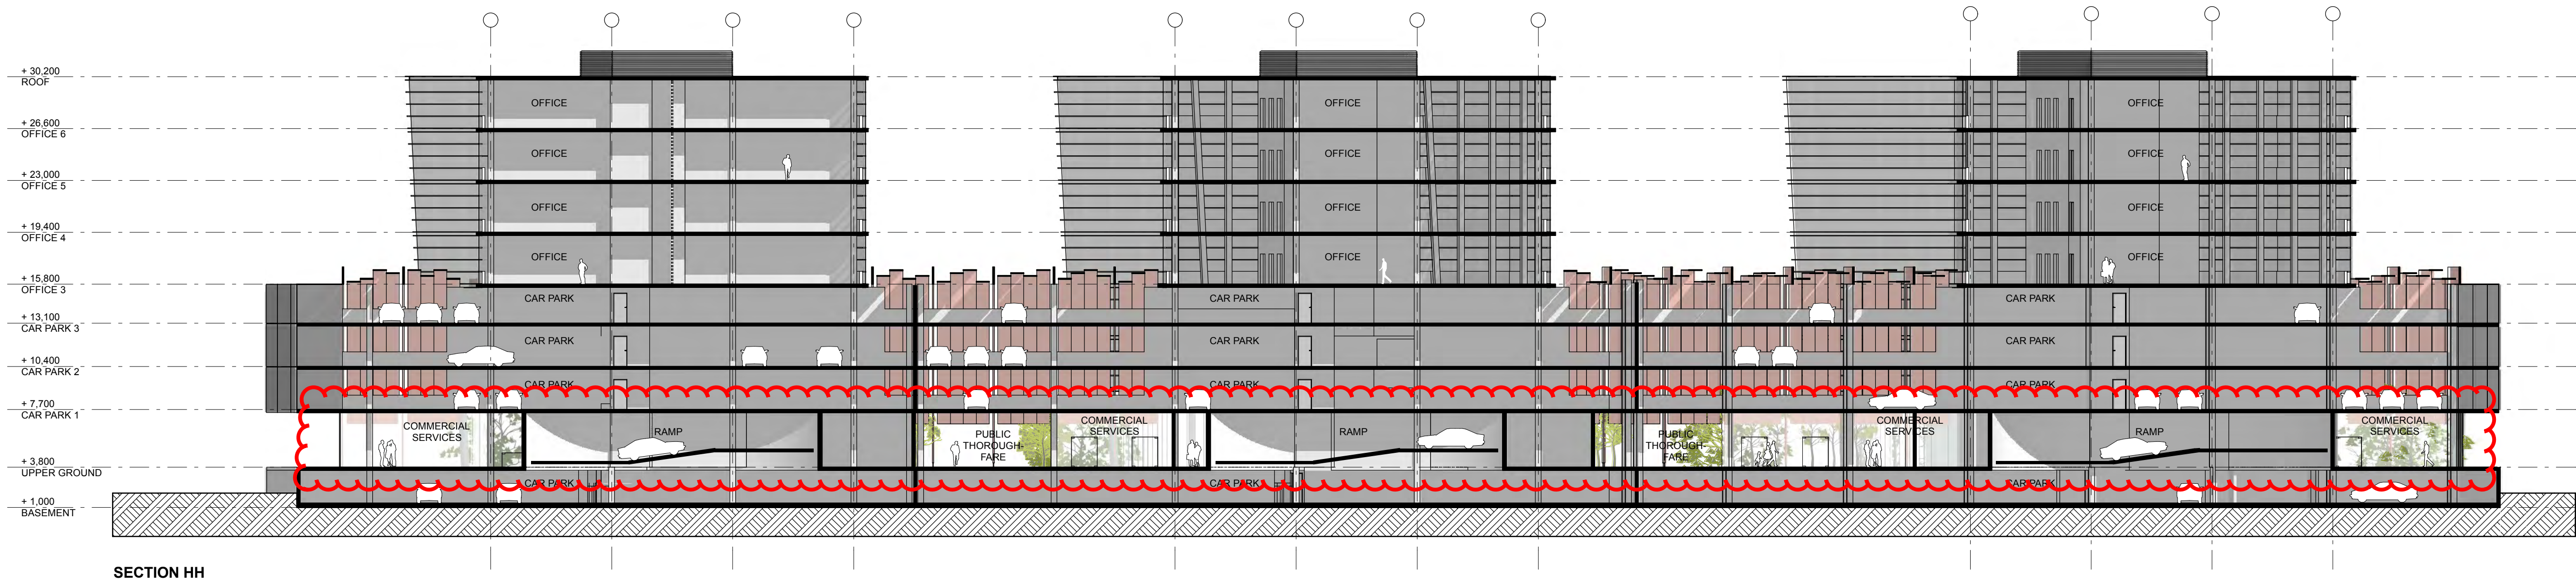 + 30,200
ROOF
OFFICE OFFICE OFFICE
+ 26,600
OFFICE 6
OFFICE OFFICE OFFICE
+ 23,000
OFFICE 5
OFFICE OFFICE OFFICE
+ 19,400
OFFICE 4
OFFICE OFFICE OFFICE
+ 15,800
OFFICE 3
CAR PARK CAR PARK CAR PARK
+ 13,100
CAR PARK 3
CAR PARK CAR PARK CAR PARK
+ 10,400
CAR PARK 2
CAR PARK CAR PARK CAR PARK
+ 7,700
CAR PARK 1
COMMERCIAL
SERVICES
RAMP
PUBLIC
THOROUGH-
FARE
COMMERCIAL
SERVICES
RAMP
PUBLIC
THOROUGH-
FARE
COMMERCIAL
SERVICES
RAMP
COMMERCIAL
SERVICES
+ 3,800
UPPER GROUND
CAR PARK CAR PARK CAR PARK
+ 1,000
BASEMENT
SECTION HH